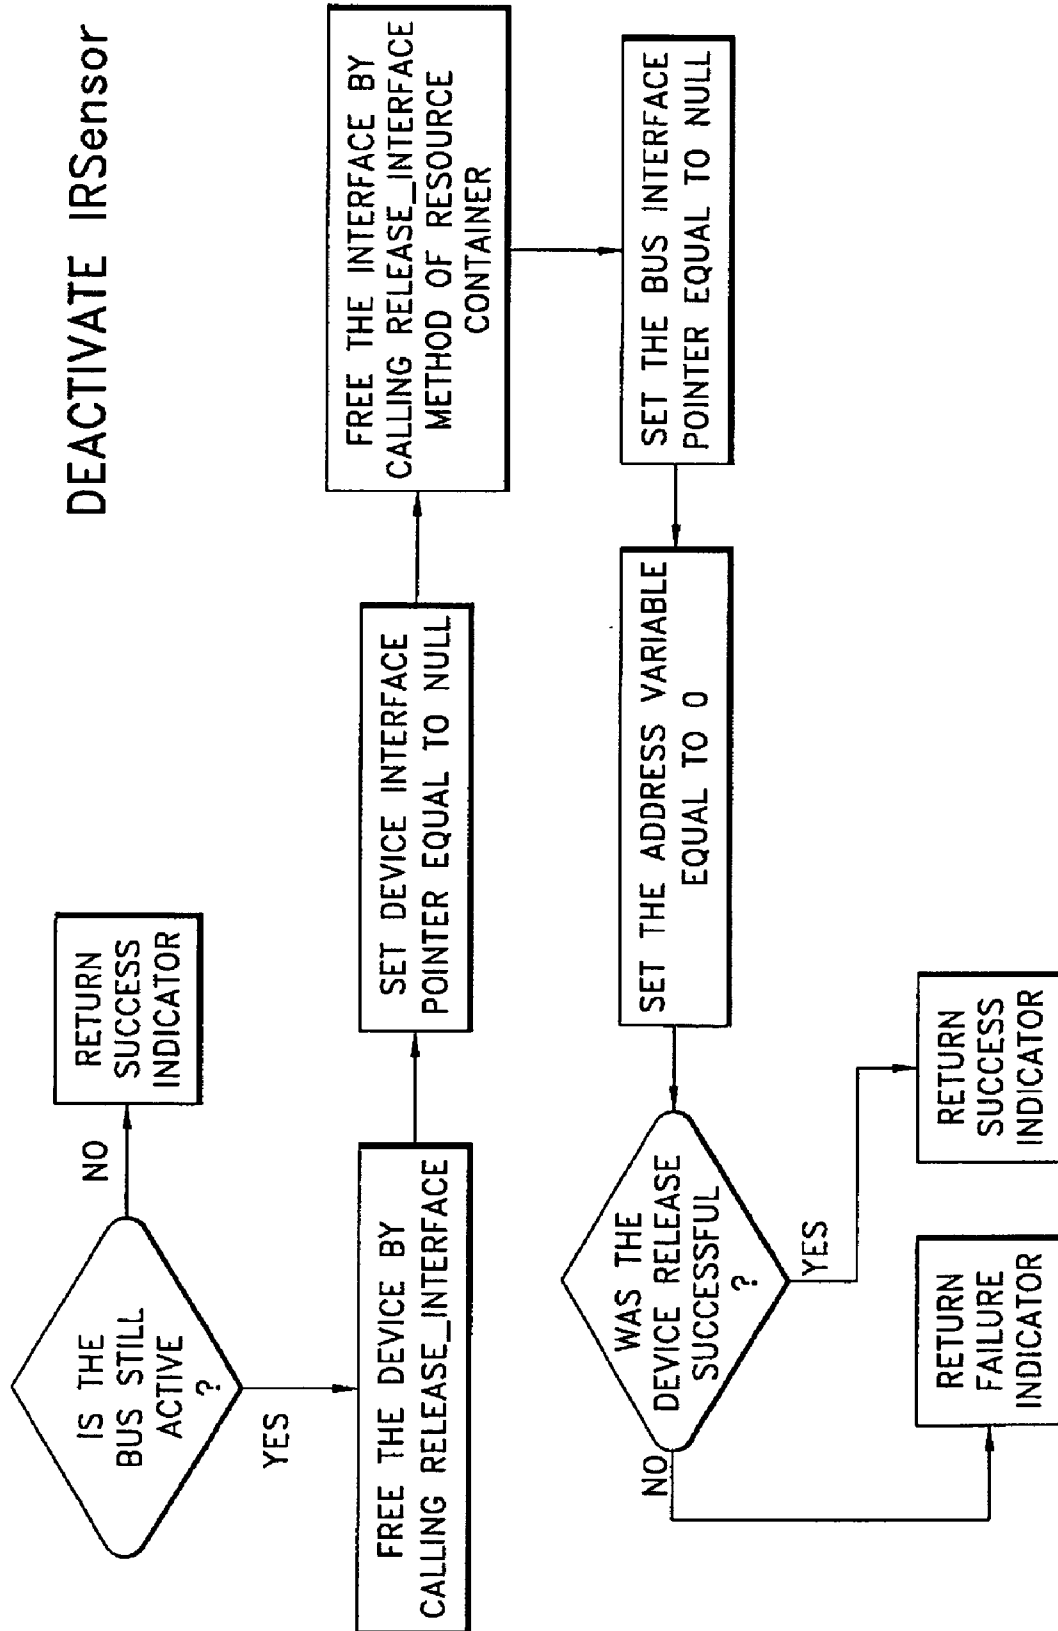 DEACTIVATE IRSensor
IS THE
BUS STILL
ACTIVE
?
NO
RETURN
SUCCESS
INDICATOR
YES
FREE THE DEVICE BY
CALLING RELEASE_INTERFACE
SET DEVICE INTERFACE
POINTER EQUAL TO NULL
FREE THE INTERFACE BY
CALLING RELEASE_INTERFACE
METHOD OF RESOURCE
CONTAINER
SET THE BUS INTERFACE
POINTER EQUAL TO NULL
SET THE ADDRESS VARIABLE
EQUAL TO 0
WAS THE
DEVICE RELEASE
SUCCESSFUL
?
NO
YES
RETURN
FAILURE
INDICATOR
RETURN
SUCCESS
INDICATOR